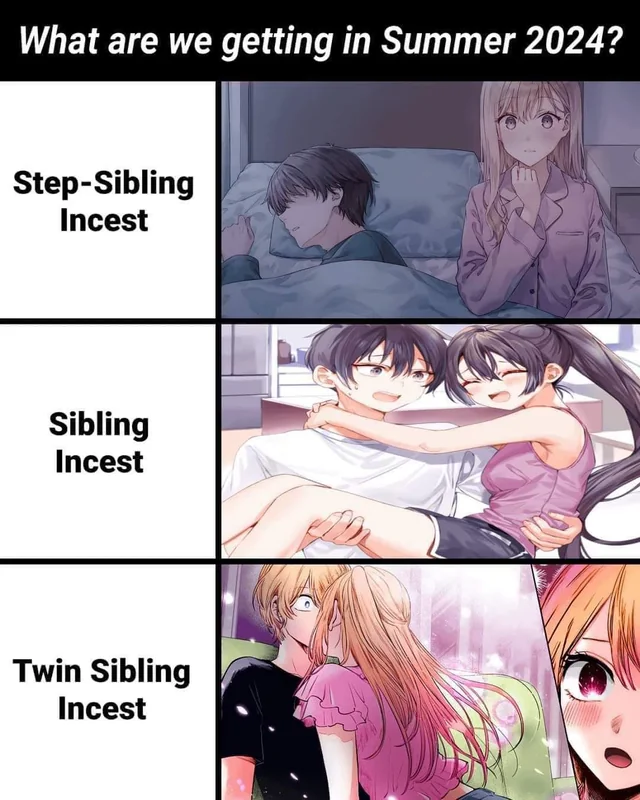 What are we getting in Summer 2024?
Step-Sibling
Incest
Sibling
Incest
Twin Sibling
Incest